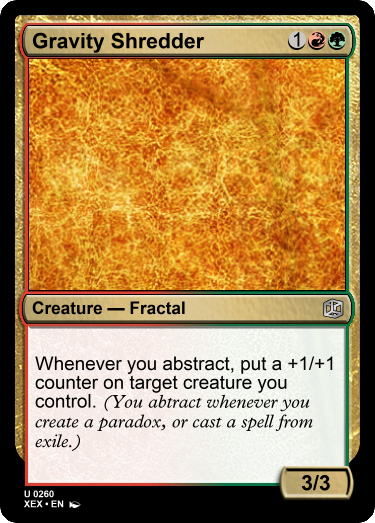 Gravity Shredder 1
Creature — Fractal
Whenever you abstract, put a +1/+1
counter on target creature you
control. (You abtract whenever you
create a paradox, or cast a spell from
exile.)
3/3
U 0260
XEX • EN